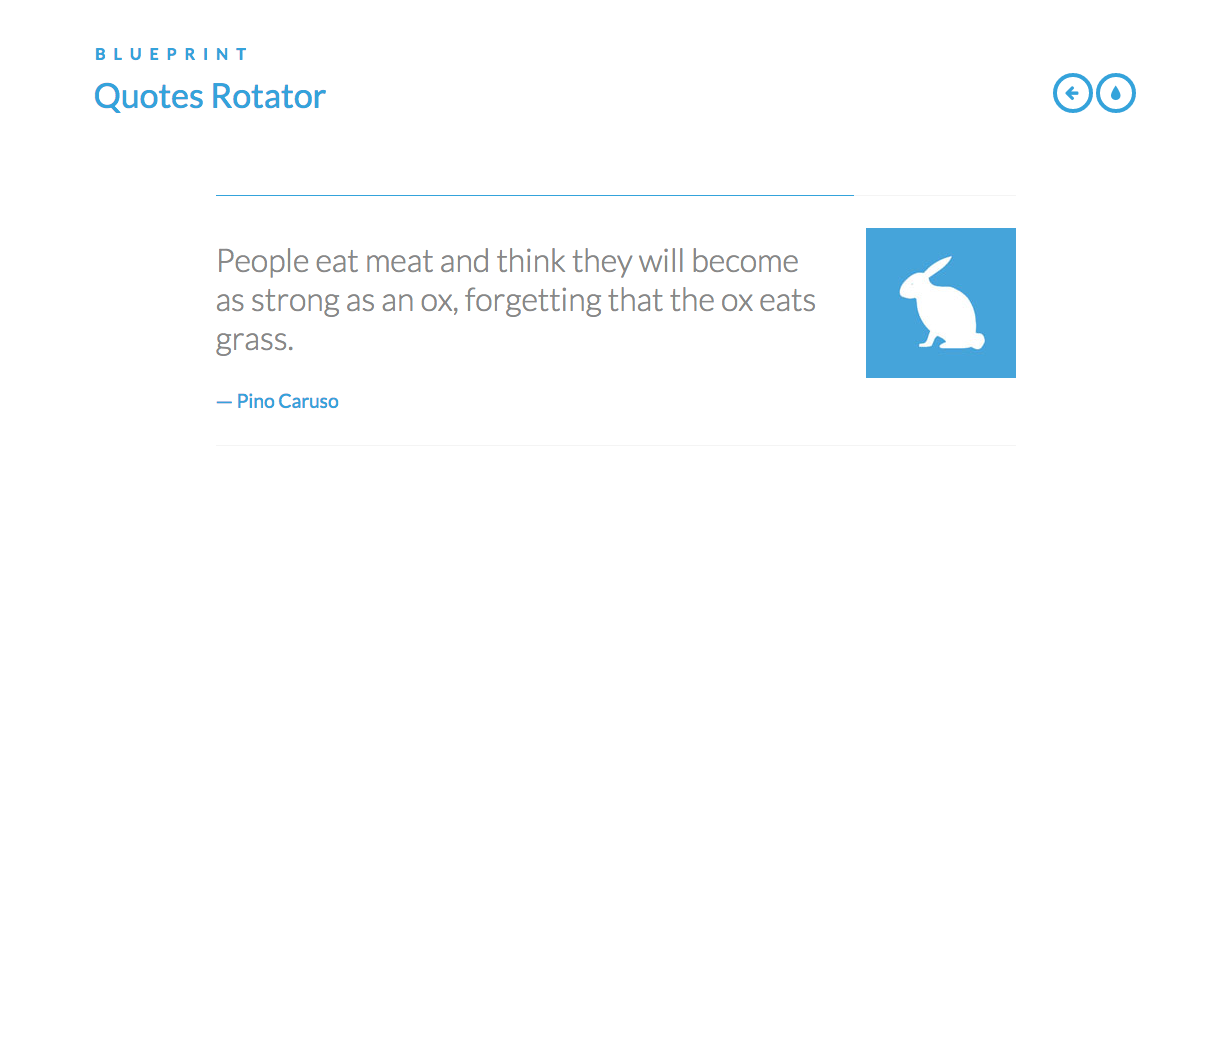 BLUEPRINT
Quotes Rotator
People eat meat and think they will become
as strong as an ox, forgetting that the ox eats
grass.
— Pino Caruso